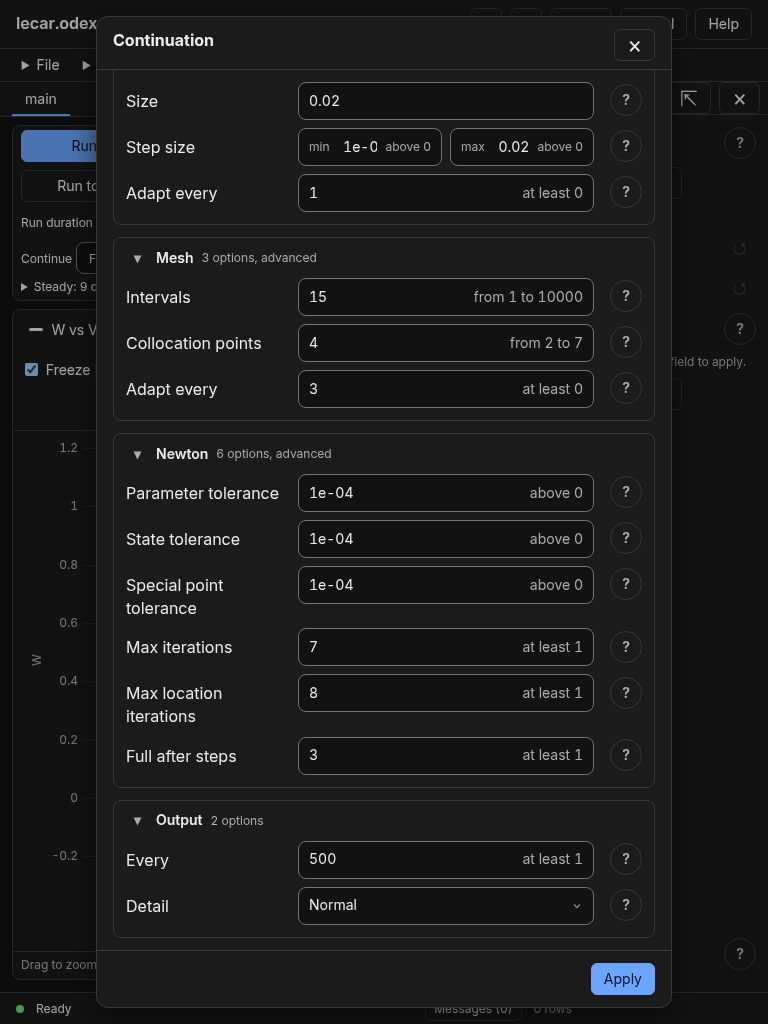 lecar.odex
Continuation
×
Help
File
main
×
Size 0.02 ?
Step size min 1e-0 above 0 max 0.02 above 0 ?
Adapt every 1 at least 0 ?
Run
Run to
Run duration
Continue F
Steady: 9 o
Mesh 3 options, advanced
Intervals 15 from 1 to 10000 ?
Collocation points 4 from 2 to 7 ?
Adapt every 3 at least 0 ?
W vs V
Freeze
field to apply.
?
?
Newton 6 options, advanced
Parameter tolerance 1e-04 above 0 ?
State tolerance 1e-04 above 0 ?
Special point
tolerance 1e-04 above 0 ?
Max iterations 7 at least 1 ?
Max location
iterations 8 at least 1 ?
Full after steps 3 at least 1 ?
Output 2 options
Every 500 at least 1 ?
Detail Normal ?
1.2
1
0.8
0.6
W
0.4
0.2
0
-0.2
Drag to zoom
?
Apply
Ready
Messages (0) 0 rows